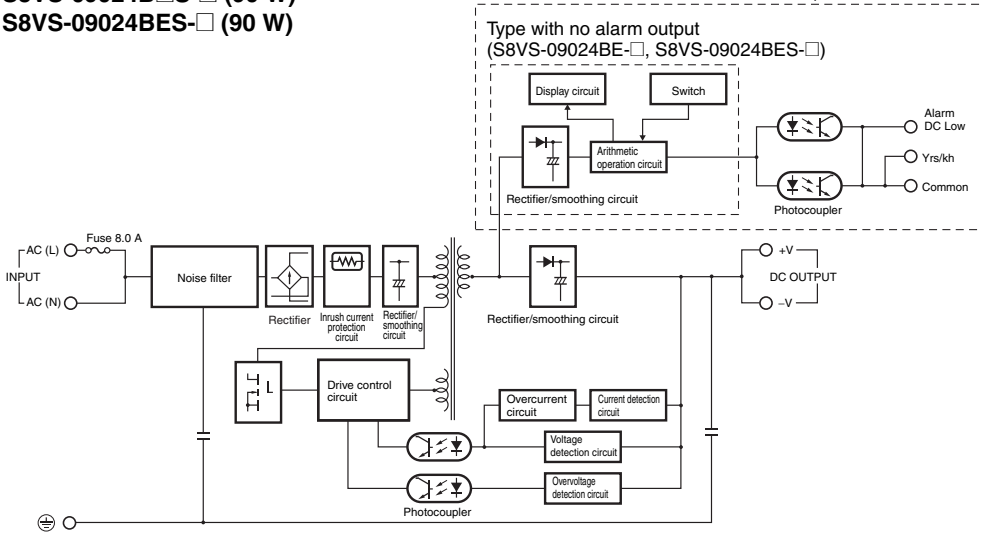 S8VS-09024BES-□ (90 W)
Type with no alarm output
(S8VS-09024BE-□, S8VS-09024BES-□)
Display circuit
Switch
Arithmetic
operation circuit
Rectifier/smoothing circuit
Alarm
DC Low
Yrs/kh
Common
Photocoupler
AC (L)
Fuse 8.0 A
INPUT
AC (N)
Noise filter
Rectifier
Inrush current
protection
circuit
Rectifier/
smoothing
circuit
Rectifier/smoothing circuit
+V
DC OUTPUT
–V
Drive control
circuit
Overcurrent
circuit
Current detection
circuit
Voltage
detection circuit
Overvoltage
detection circuit
Photocoupler